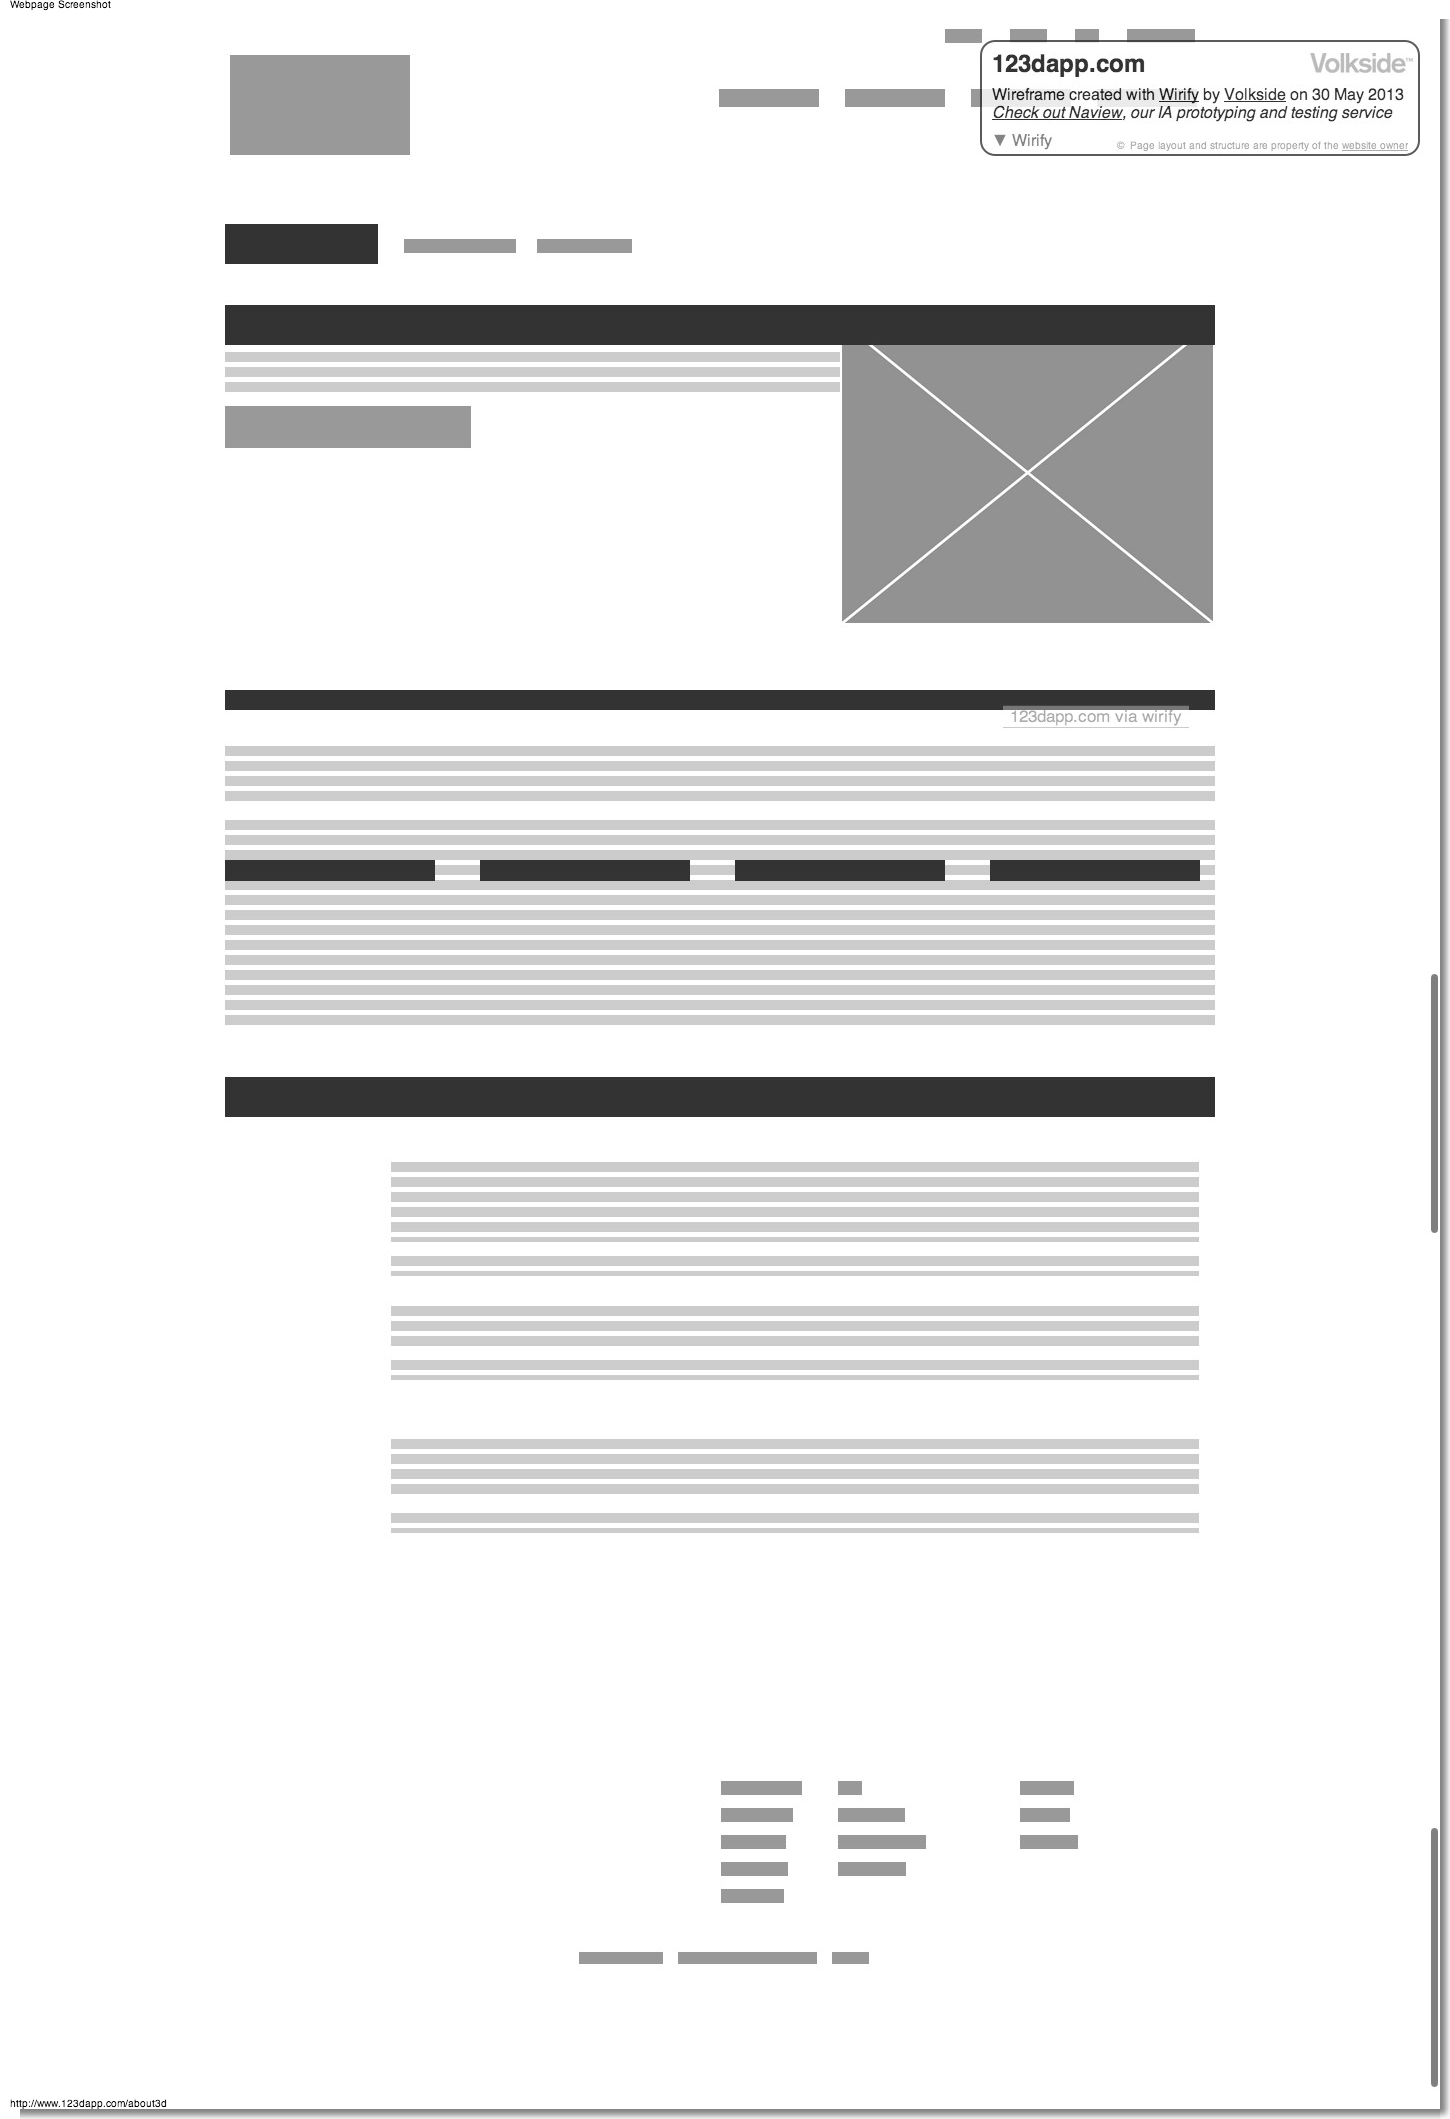 Webpage Screenshot
123dapp.com
Volkside™
Wireframe created with Wirify by Volkside on 30 May 2013
Check out Naview, our IA prototyping and testing service
▼ Wirify
© Page layout and structure are property of the website owner
123dapp.com via wirify
http://www.123dapp.com/about3d